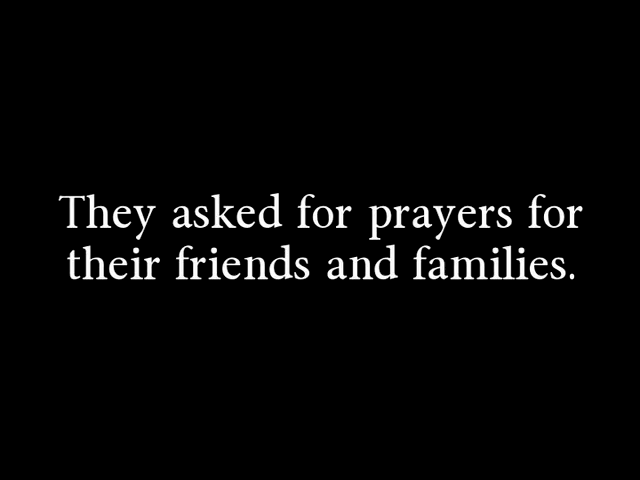 They asked for prayers for
their friends and families.